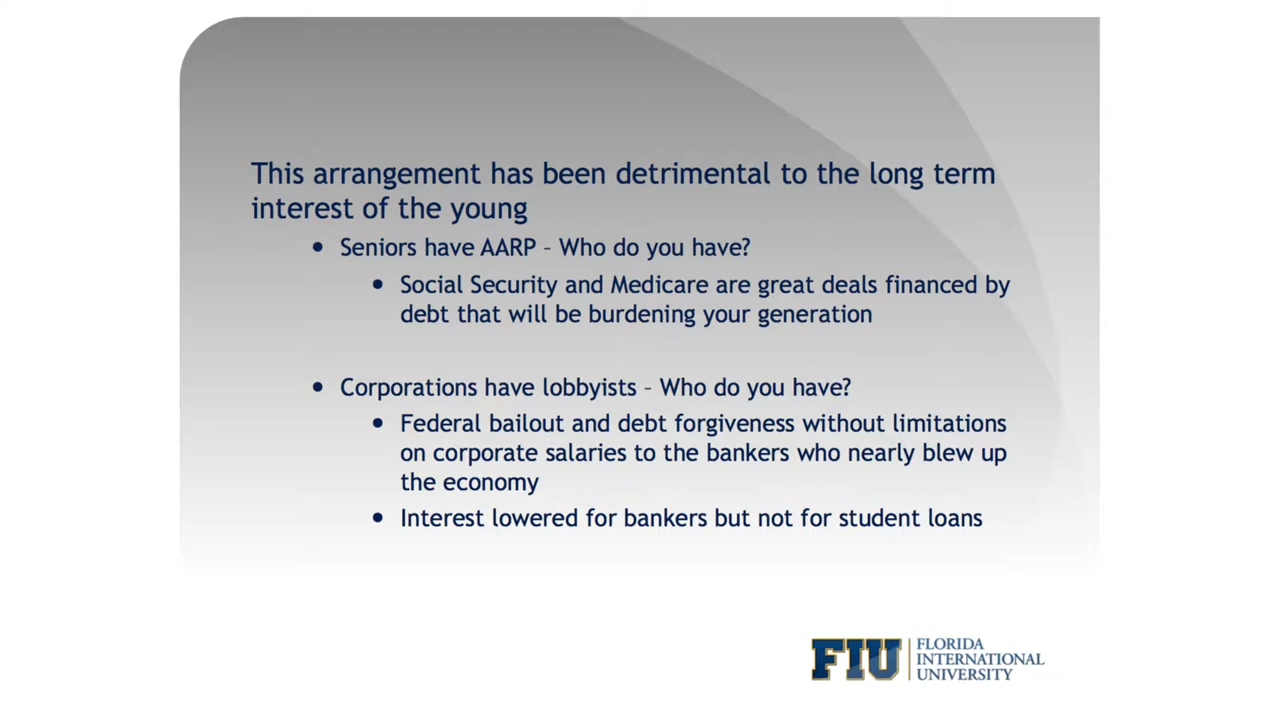 This arrangement has been detrimental to the long term
interest of the young
• Seniors have AARP – Who do you have?
• Social Security and Medicare are great deals financed by
debt that will be burdening your generation
• Corporations have lobbyists – Who do you have?
• Federal bailout and debt forgiveness without limitations
on corporate salaries to the bankers who nearly blew up
the economy
• Interest lowered for bankers but not for student loans
FIU
FLORIDA
INTERNATIONAL
UNIVERSITY